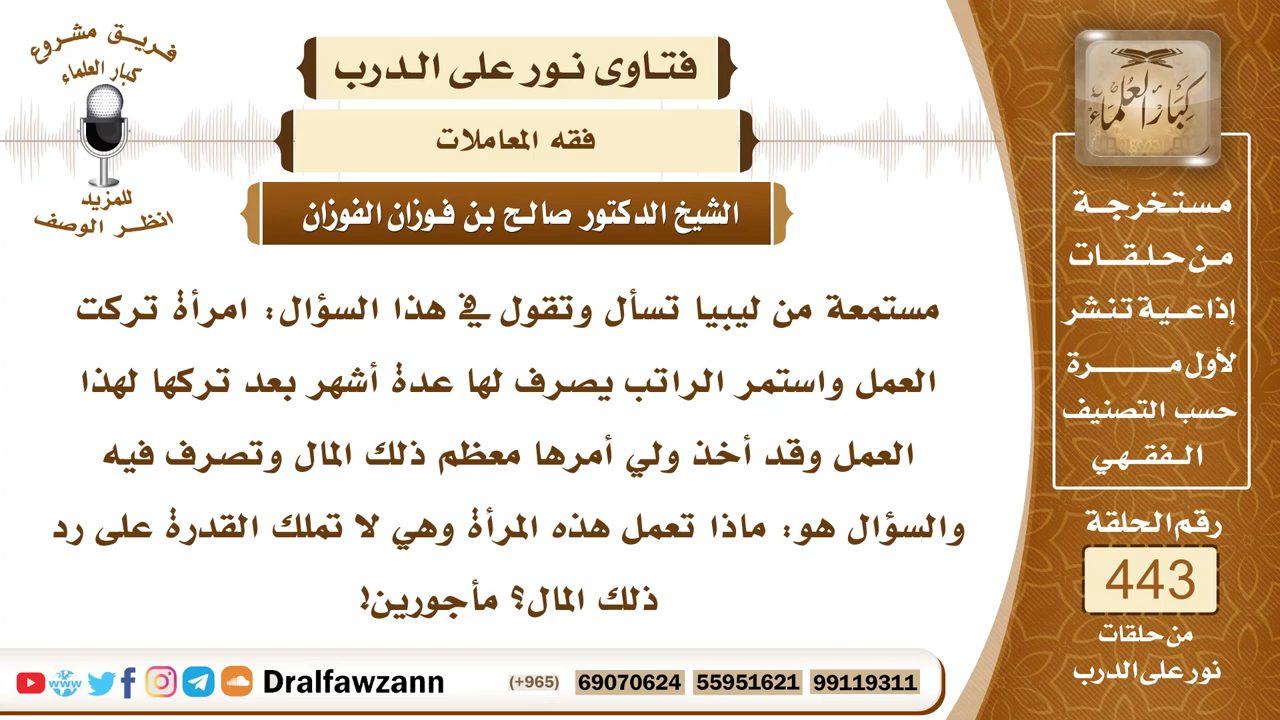 فريق مشروع
كبار العلماء
للمزيد
انظر الوصف
فتاوى نور على الدرب
فقه المعاملات
الشيخ الدكتور صالح بن فوزان الفوزان
مستمعة من ليبيا تسأل وتقول في هذا السؤال: امرأة تركت
العمل واستمر الراتب يصرف لها عدة أشهر بعد تركها لهذا
العمل وقد أخذ ولي أمرها معظم ذلك المال وتصرف فيه
والسؤال هو: ماذا تعمل هذه المرأة وهي لا تملك القدرة على رد
ذلك المال؟ مأجورين!
كبار العلماء
مستخرجة
من حلقات
إذاعية تنشر
لأول مرة
حسب التصنيف
الفقهي
رقم الحلقة
443
من حلقات
نور على الدرب
www Dralfawzann (+965) 69070624 55951621 99119311